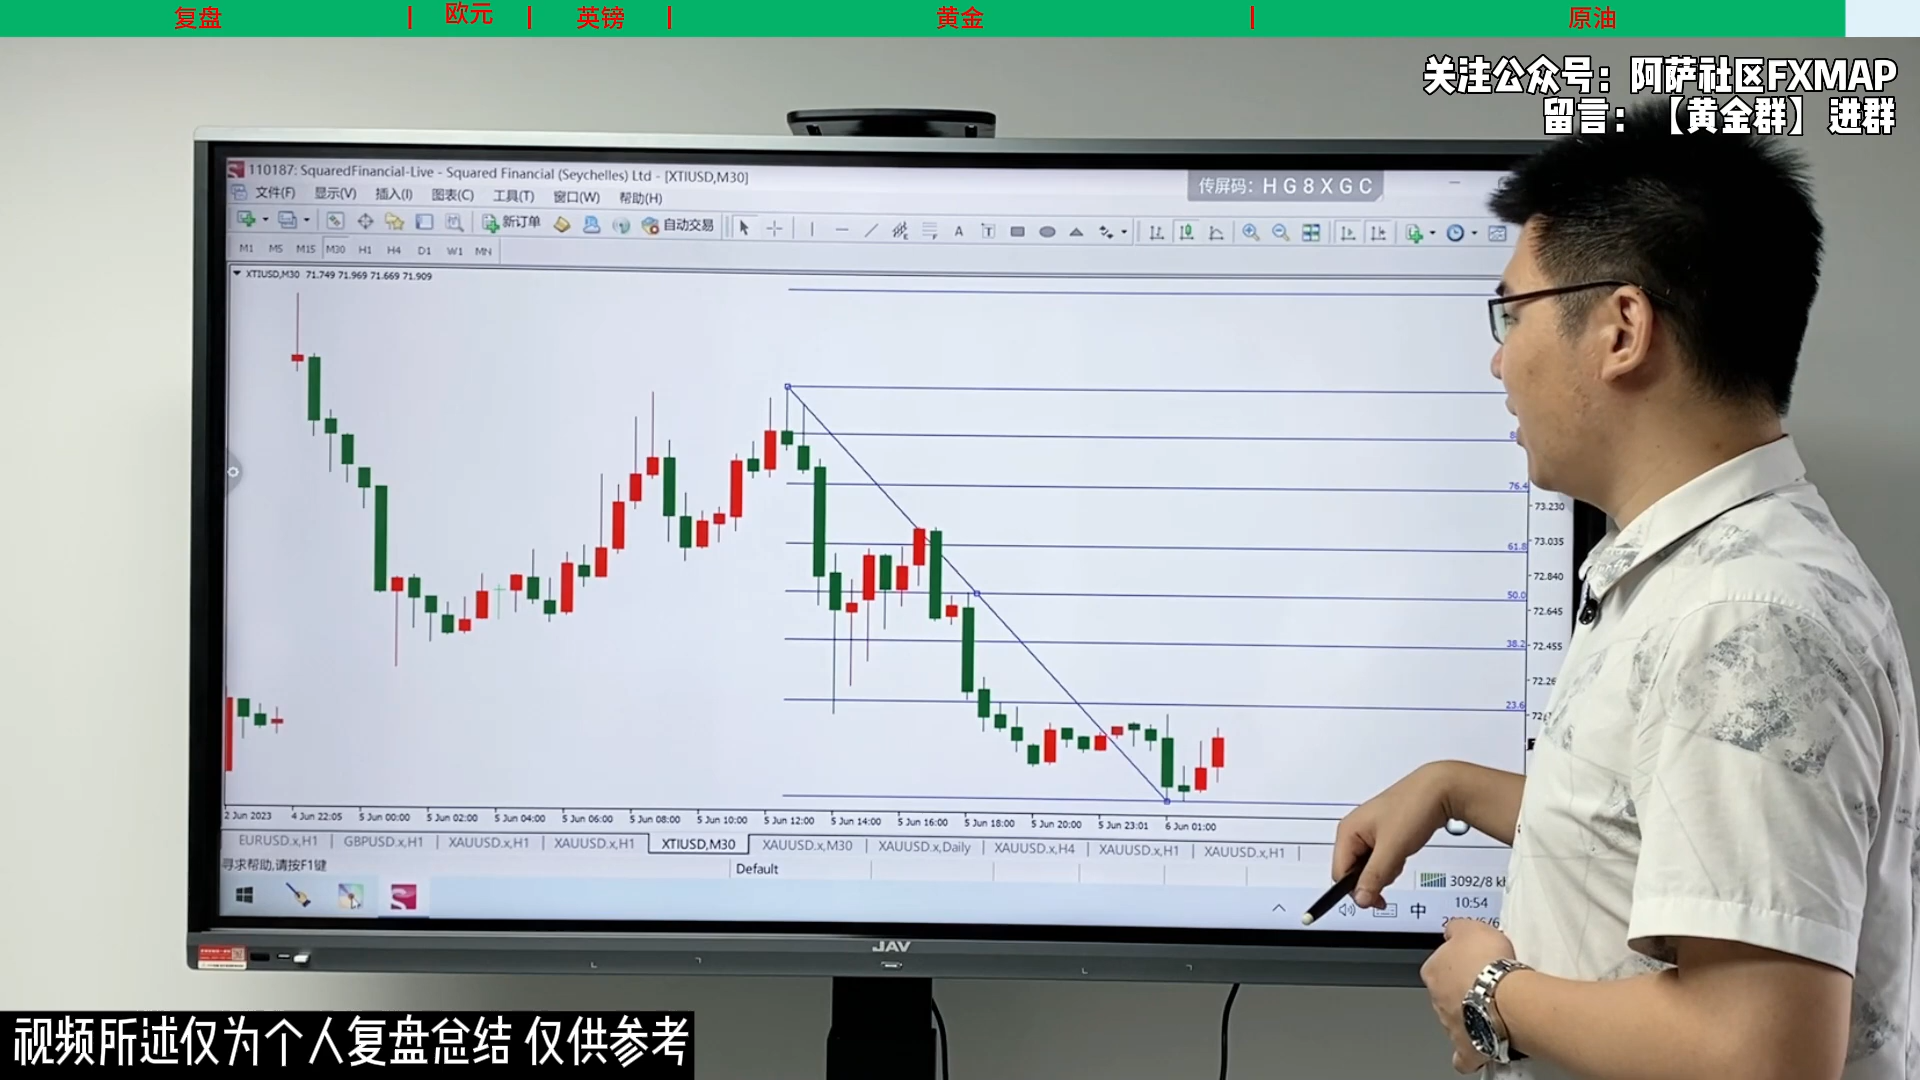 复盘 | 欧元 | 英镑 | 黄金 | 原油
关注公众号：阿萨社区FXMAP
留言：【黄金群】进群
110187: SquaredFinancial-Live - Squared Financial (Seychelles) Ltd - [XTIUSD,M30]
传屏码：HG8XGC
文件(F) 显示(V) 插入(I) 图表(C) 工具(T) 窗口(W) 帮助(H)
新订单 自动交易 A T
M1 M5 M15 M30 H1 H4 D1 W1 MN
XTIUSD,M30 71.749 71.969 71.669 71.909
76.4
73.230
73.035
61.8
72.840
50.0
72.645
38.2
72.455
23.6
2 Jun 2023 4 Jun 22:05 5 Jun 00:00 5 Jun 02:00 5 Jun 04:00 5 Jun 06:00 5 Jun 08:00 5 Jun 10:00 5 Jun 12:00 5 Jun 14:00 5 Jun 16:00 5 Jun 18:00 5 Jun 20:00 5 Jun 23:01 6 Jun 01:00
EURUSD.x,H1 GBPUSD.x,H1 XAUUSD.x,H1 XAUUSD.x,H1 XTIUSD,M30 XAUUSD.x,M30 XAUUSD.x,Daily XAUUSD.x,H4 XAUUSD.x,H1 XAUUSD.x,H1
寻求帮助,请按F1键 Default
3092/8 kb
中 10:54
JAV
视频所述仅为个人复盘总结 仅供参考